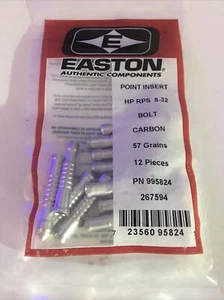 EASTON
AUTHENTIC COMPONENTS
POINT INSERT
HP RPS 8-32
BOLT
CARBON
57 Grains
12 Pieces
PN 995824
267594
7 23560 95824